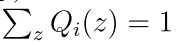 ∑_z Q_i(z) = 1